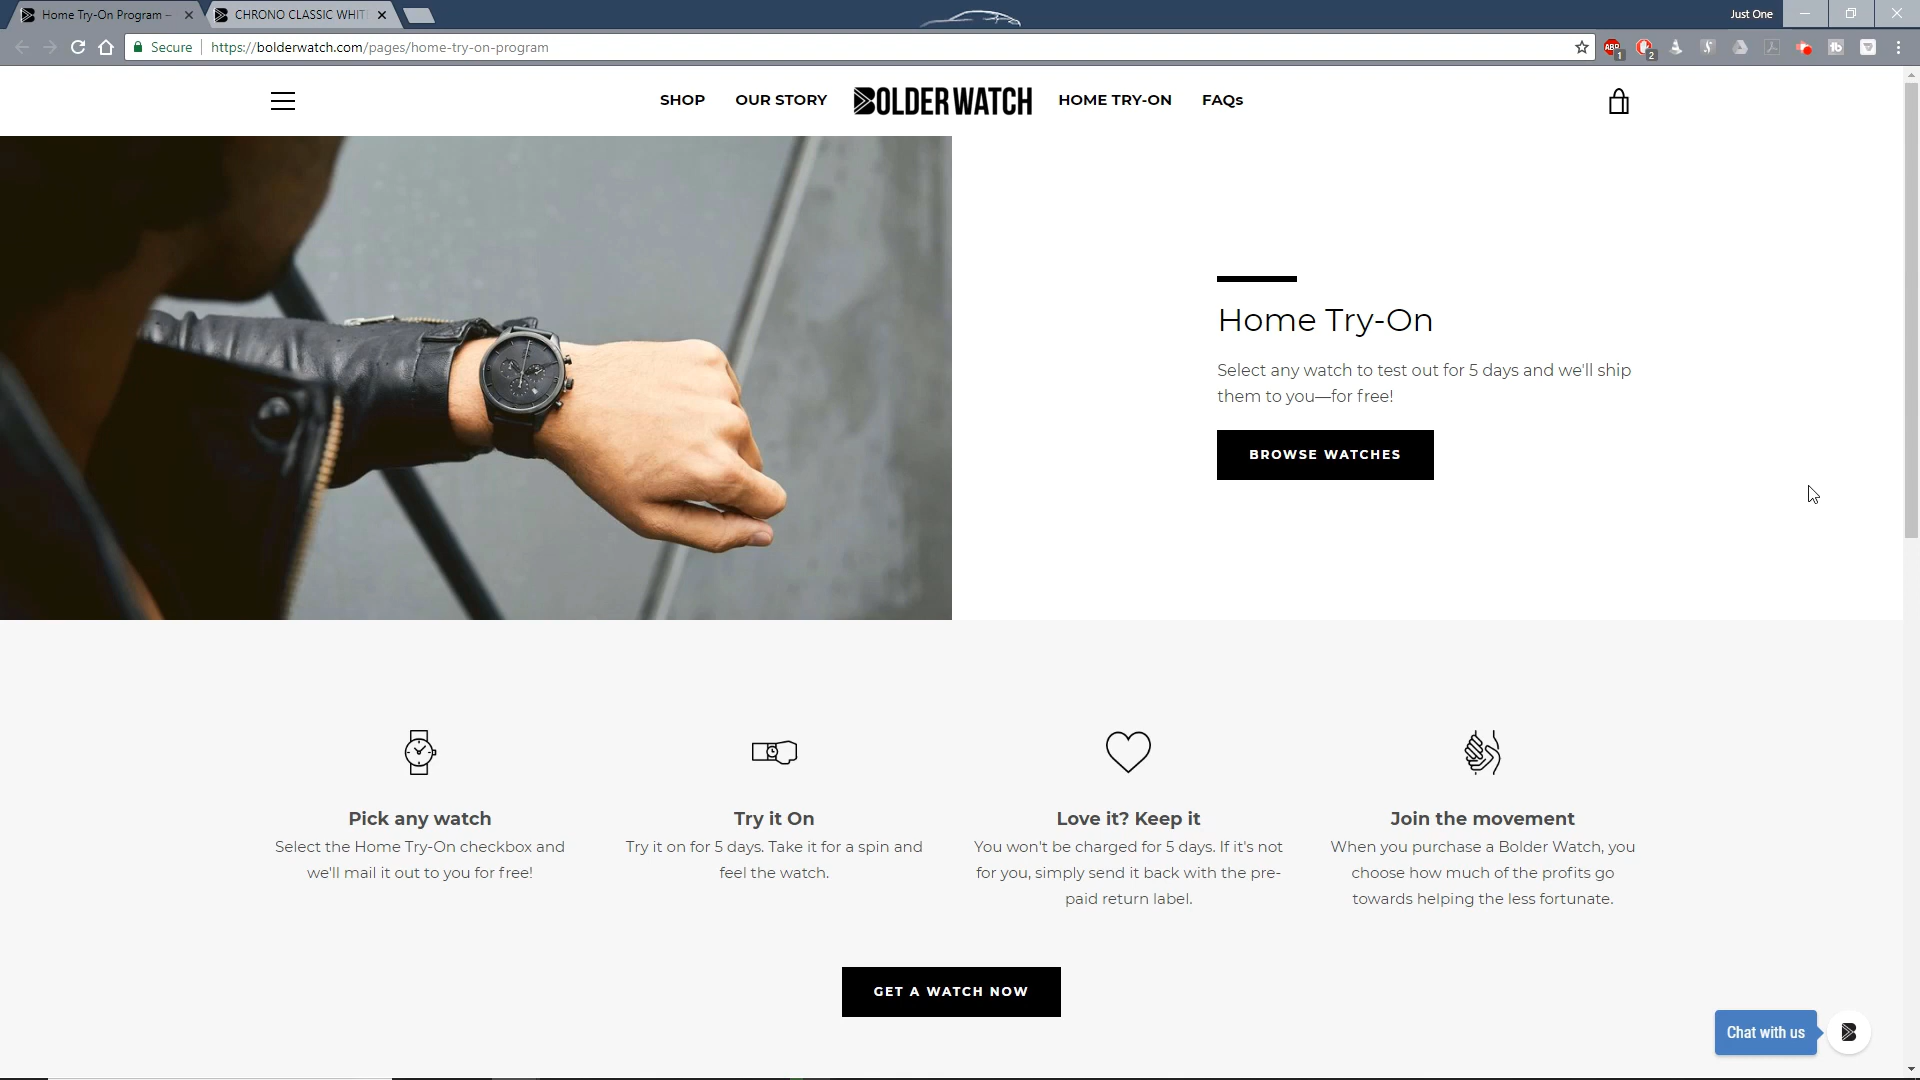 Home Try-On Program –
CHRONO CLASSIC WHIT
Just One
Secure
https://bolderwatch.com/pages/home-try-on-program
ABP
1
2
SHOP
OUR STORY
BOLDER WATCH
HOME TRY-ON
FAQs
Home Try-On
Select any watch to test out for 5 days and we'll ship
them to you—for free!
BROWSE WATCHES
Pick any watch
Select the Home Try-On checkbox and
we'll mail it out to you for free!
Try it On
Try it on for 5 days. Take it for a spin and
feel the watch.
Love it? Keep it
You won't be charged for 5 days. If it's not
for you, simply send it back with the pre-
paid return label.
Join the movement
When you purchase a Bolder Watch, you
choose how much of the profits go
towards helping the less fortunate.
GET A WATCH NOW
Chat with us